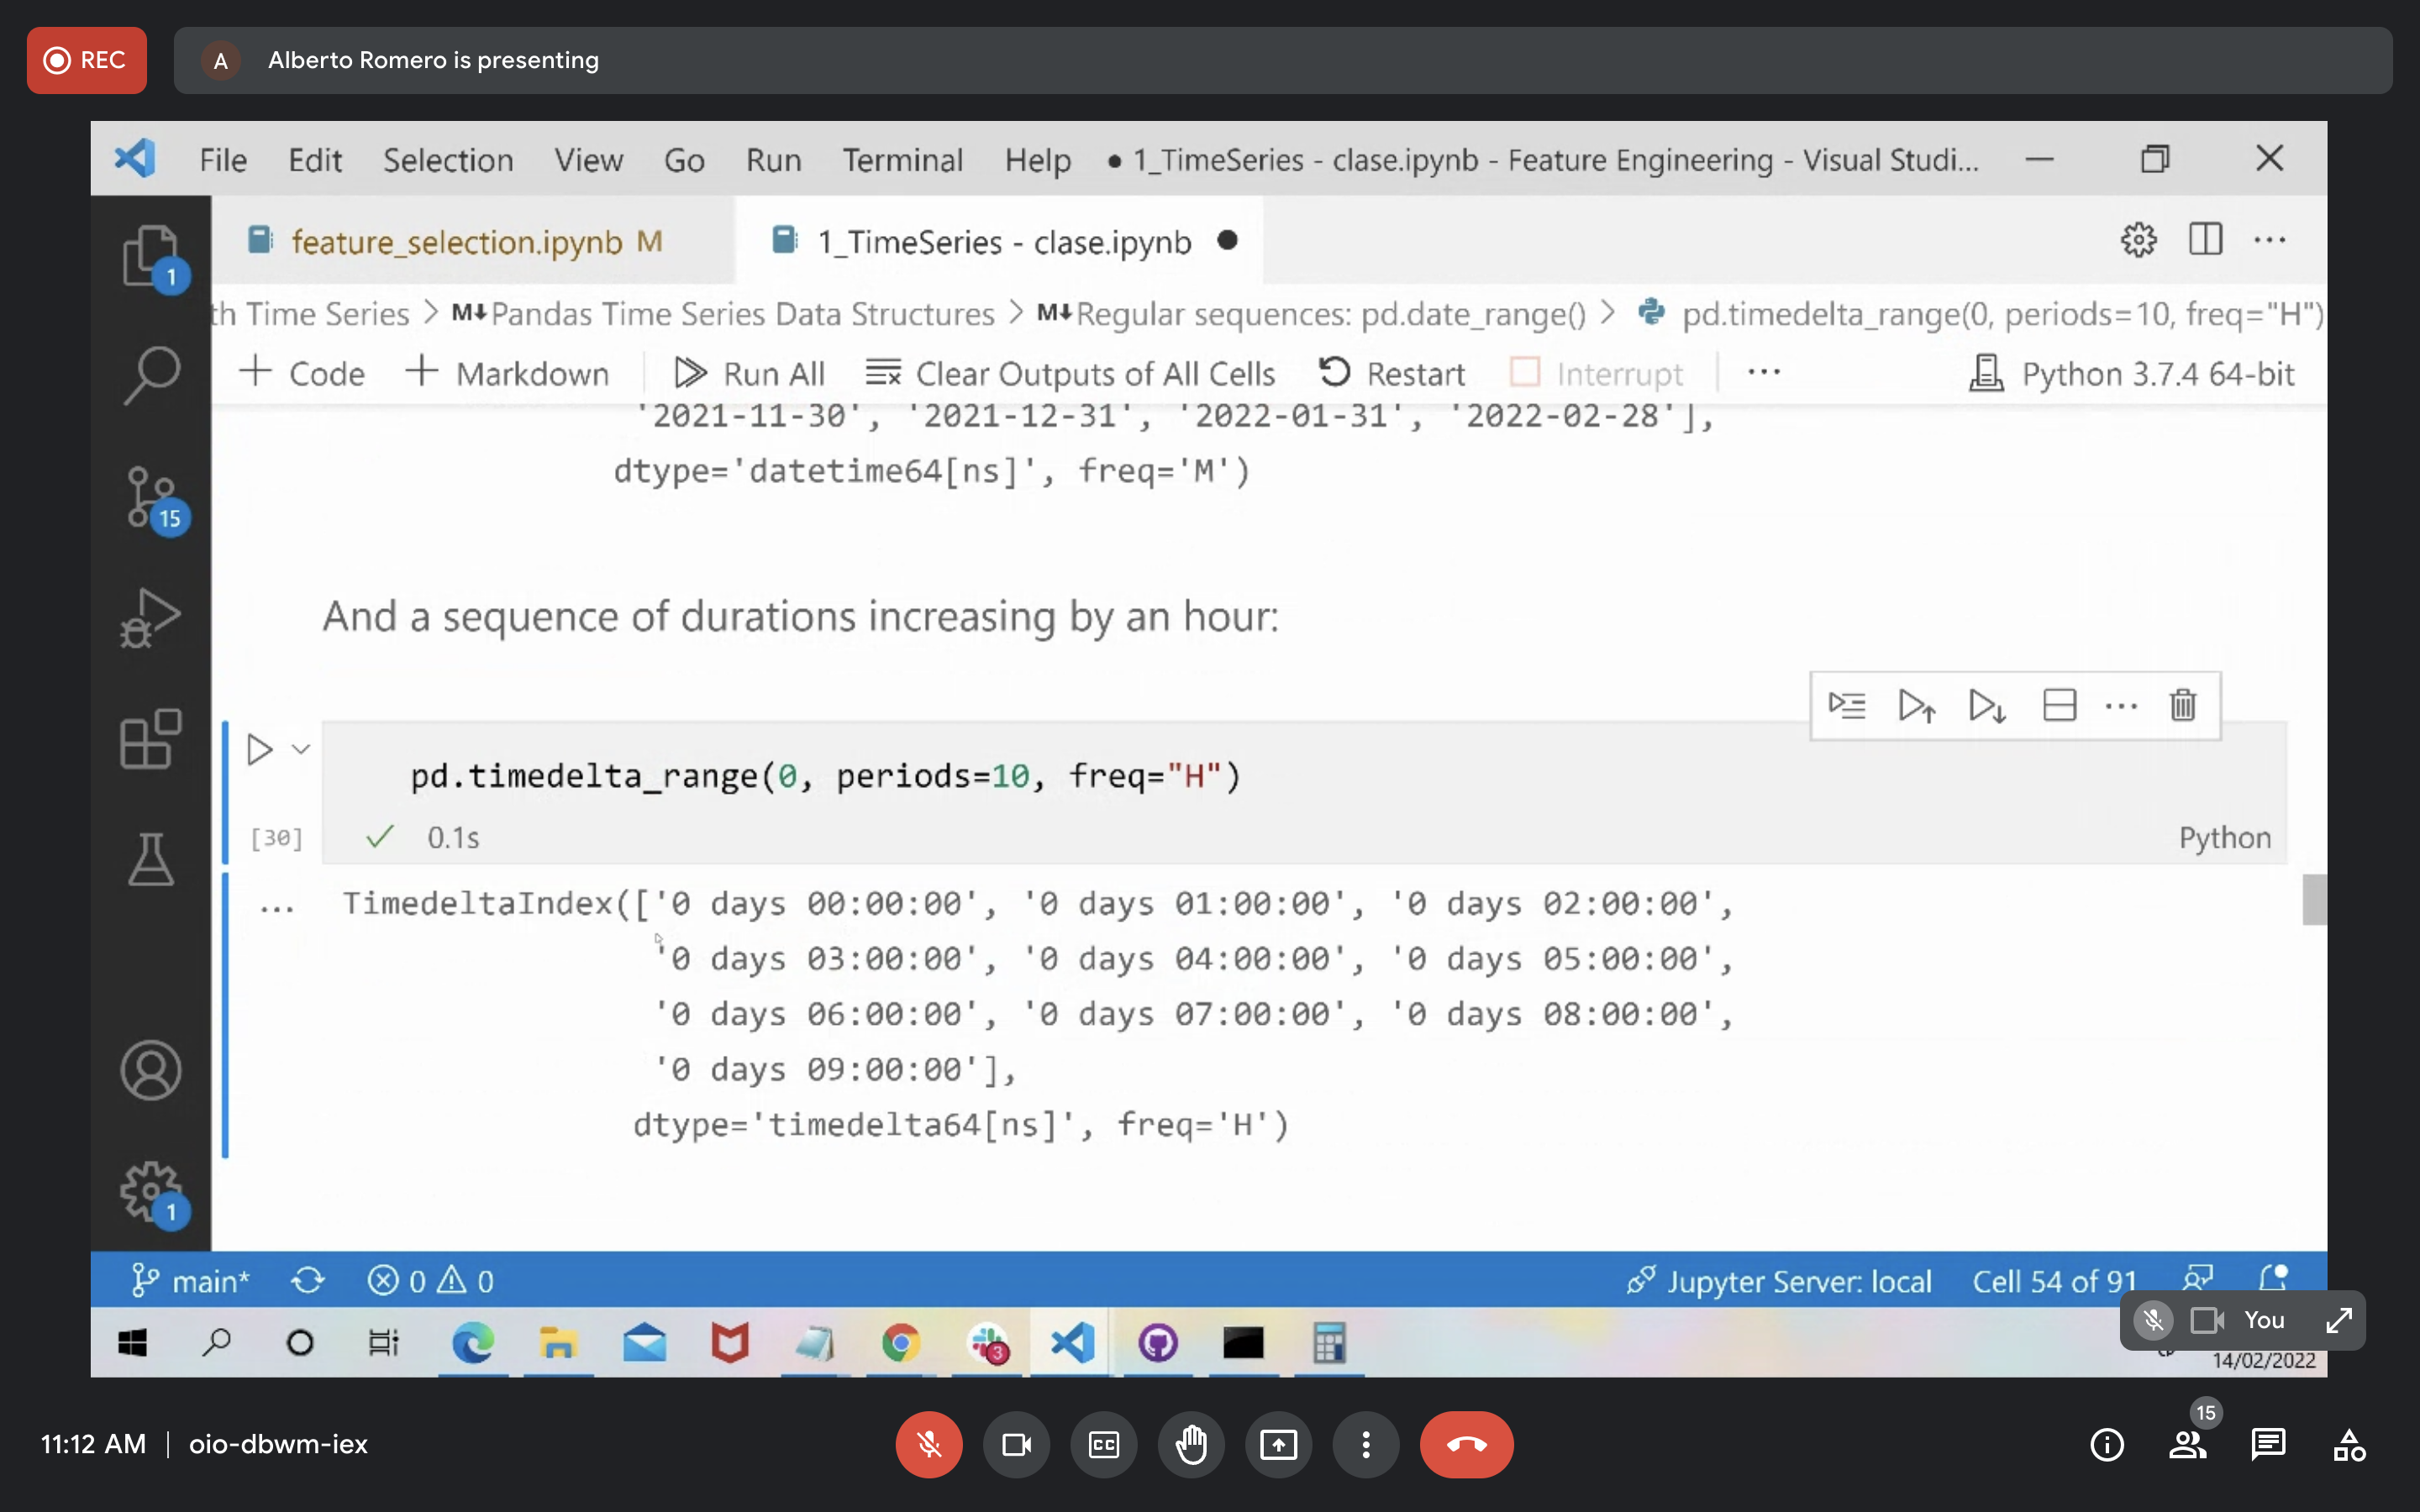 REC
A
Alberto Romero is presenting
File Edit Selection View Go Run Terminal Help ● 1_TimeSeries - clase.ipynb - Feature Engineering - Visual Studi...
feature_selection.ipynb M
1_TimeSeries - clase.ipynb
th Time Series > M↓ Pandas Time Series Data Structures > M↓ Regular sequences: pd.date_range() > pd.timedelta_range(0, periods=10, freq="H")
+ Code + Markdown Run All Clear Outputs of All Cells Restart Interrupt ... Python 3.7.4 64-bit
1
15
1
'2021-11-30', '2021-12-31', '2022-01-31', '2022-02-28'],
dtype='datetime64[ns]', freq='M')
And a sequence of durations increasing by an hour:
pd.timedelta_range(0, periods=10, freq="H")
[30] ✓ 0.1s Python
... TimedeltaIndex(['0 days 00:00:00', '0 days 01:00:00', '0 days 02:00:00',
'0 days 03:00:00', '0 days 04:00:00', '0 days 05:00:00',
'0 days 06:00:00', '0 days 07:00:00', '0 days 08:00:00',
'0 days 09:00:00'],
dtype='timedelta64[ns]', freq='H')
main* 0 0 Jupyter Server: local Cell 54 of 91
3
You
14/02/2022
11:12 AM | oio-dbwm-iex
CC
15